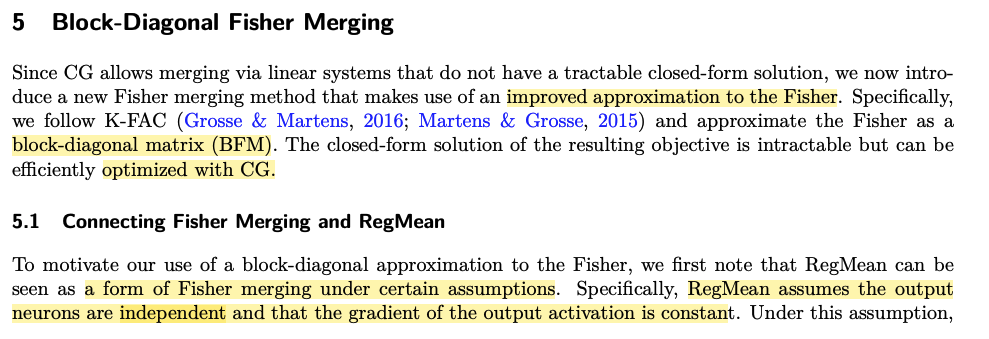 5 Block-Diagonal Fisher Merging
Since CG allows merging via linear systems that do not have a tractable closed-form solution, we now intro-
duce a new Fisher merging method that makes use of an improved approximation to the Fisher. Specifically,
we follow K-FAC (Grosse & Martens, 2016; Martens & Grosse, 2015) and approximate the Fisher as a
block-diagonal matrix (BFM). The closed-form solution of the resulting objective is intractable but can be
efficiently optimized with CG.
5.1 Connecting Fisher Merging and RegMean
To motivate our use of a block-diagonal approximation to the Fisher, we first note that RegMean can be
seen as a form of Fisher merging under certain assumptions. Specifically, RegMean assumes the output
neurons are independent and that the gradient of the output activation is constant. Under this assumption,